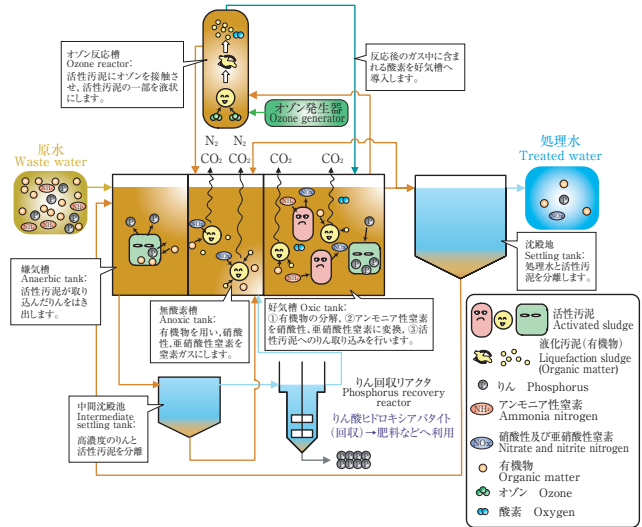 オゾン反応槽
Ozone reactor:
活性汚泥にオゾンを接触さ
せ，活性汚泥の一部を液状
にします。
反応後のガス中に含ま
れる酸素を好気槽へ
導入します。
オゾン発生器
Ozone generator
N2
N2
CO2
CO2
CO2
CO2
原水
Waste water
処理水
Treated water
NH4
NH4
NH4
NH4
NOX
NOX
NH4
NOX
NOX
NOX
嫌気槽
Anaerbic tank:
活性汚泥が取り
込んだりんをはき
出します。
無酸素槽
Anoxic tank:
有機物を用い，硝酸
性，亜硝酸性窒素を
窒素ガスにします。
好気槽 Oxic tank:
①有機物の分解，②アンモニア性窒素
を硝酸性，亜硝酸性窒素に変換，③活
性汚泥へのりん取り込みを行います。
沈殿池
Settling tank:
処理水と活性汚
泥を分離します。
中間沈殿池
Intermediate
settling tank:
高濃度のりんと
活性汚泥を分離
りん回収リアクタ
Phosphorus recovery
reactor
りん酸ヒドロキシアパタイト
（回収）→肥料などへ利用
活性汚泥
Activated sludge
液化汚泥（有機物）
Liquefaction sludge
(Organic matter)
りん Phosphorus
NH4
アンモニア性窒素
Ammonia nitrogen
NOX
硝酸性及び亜硝酸性窒素
Nitrate and nitrite nitrogen
有機物
Organic matter
オゾン Ozone
酸素 Oxygen